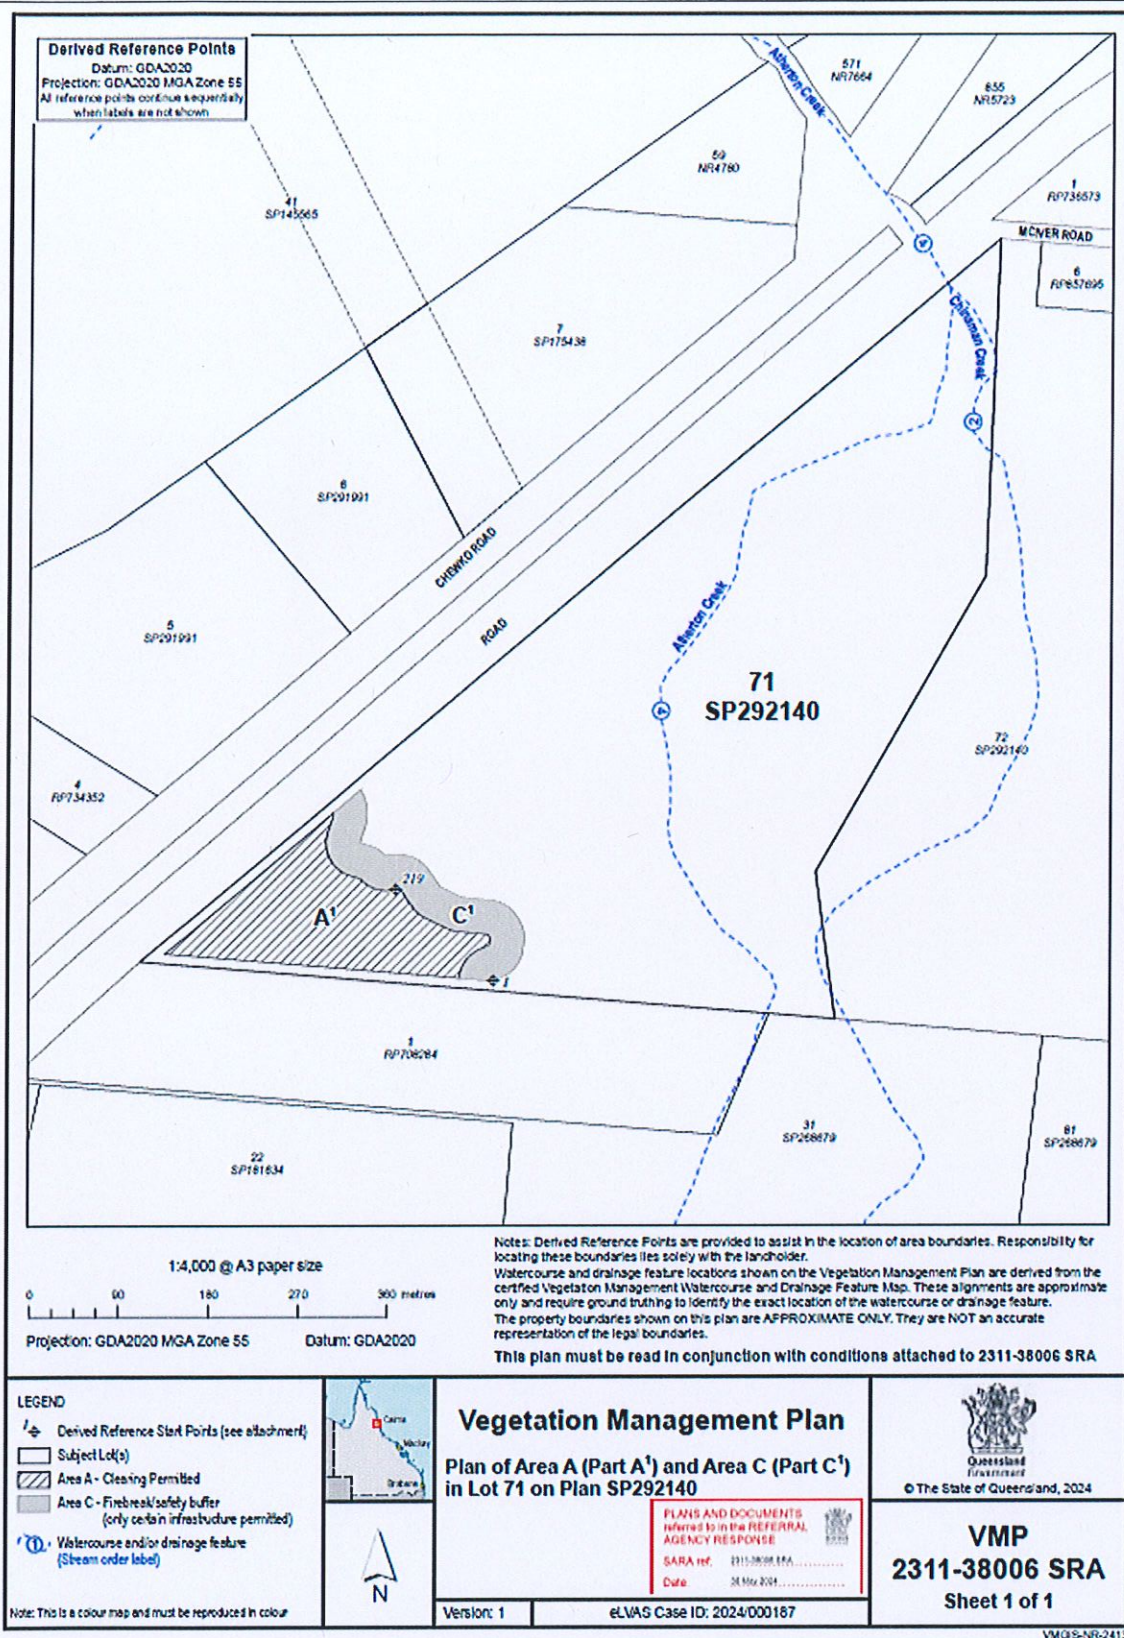 Derived Reference Points
Datum: GDA2020
Projection: GDA2020 MGA Zone 55
All reference points continue sequentially
when labels are not shown
Atherton Creek
571
NR7664
855
NR5723
59
NR4780
1
RP736573
MCIVER ROAD
6
RP857695
41
SP145565
4
Chinaman Creek
7
SP175438
2
6
SP291991
CHEWKO ROAD
ROAD
5
SP291991
Atherton Creek
71
SP292140
4
72
SP292140
4
RP734352
219
A¹
C¹
1
1
RP708284
31
SP268679
81
SP268679
22
SP181634
1:4,000 @ A3 paper size
0 90 180 270 360 metres
Projection: GDA2020 MGA Zone 55 Datum: GDA2020
Notes: Derived Reference Points are provided to assist in the location of area boundaries. Responsibility for
locating these boundaries lies solely with the landholder.
Watercourse and drainage feature locations shown on the Vegetation Management Plan are derived from the
certified Vegetation Management Watercourse and Drainage Feature Map. These alignments are approximate
only and require ground truthing to identify the exact location of the watercourse or drainage feature.
The property boundaries shown on this plan are APPROXIMATE ONLY. They are NOT an accurate
representation of the legal boundaries.
This plan must be read in conjunction with conditions attached to 2311-38006 SRA
LEGEND
1 Derived Reference Start Points (see attachment)
Subject Lot(s)
Area A - Clearing Permitted
Area C - Firebreak/safety buffer
(only certain infrastructure permitted)
1 Watercourse and/or drainage feature
(Stream order label)
Note: This is a colour map and must be reproduced in colour
Cairns
Mackay
Brisbane
N
Vegetation Management Plan
Plan of Area A (Part A¹) and Area C (Part C¹)
in Lot 71 on Plan SP292140
PLANS AND DOCUMENTS
referred to in the REFERRAL
AGENCY RESPONSE
SARA ref: 2311-38006 SRA
Date:
Version: 1
eLVAS Case ID: 2024/000187
Queensland
Government
© The State of Queensland, 2024
VMP
2311-38006 SRA
Sheet 1 of 1